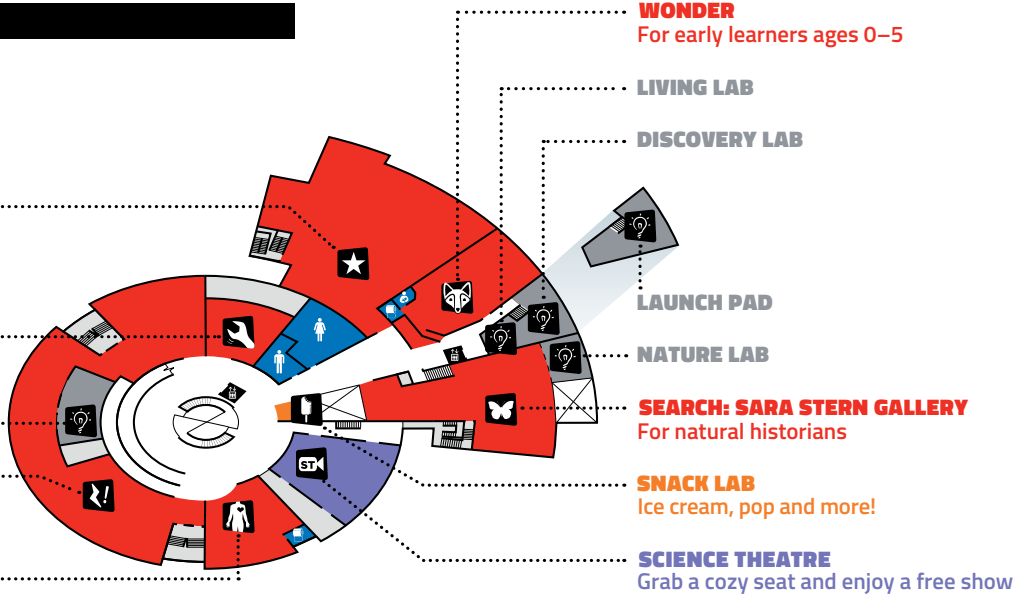 WONDER
For early learners ages 0–5
LIVING LAB
DISCOVERY LAB
LAUNCH PAD
NATURE LAB
SEARCH: SARA STERN GALLERY
For natural historians
SNACK LAB
Ice cream, pop and more!
ST
SCIENCE THEATRE
Grab a cozy seat and enjoy a free show